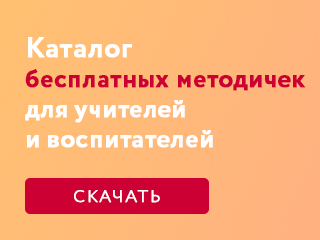 Каталог
бесплатных методичек
для учителей
и воспитателей
СКАЧАТЬ